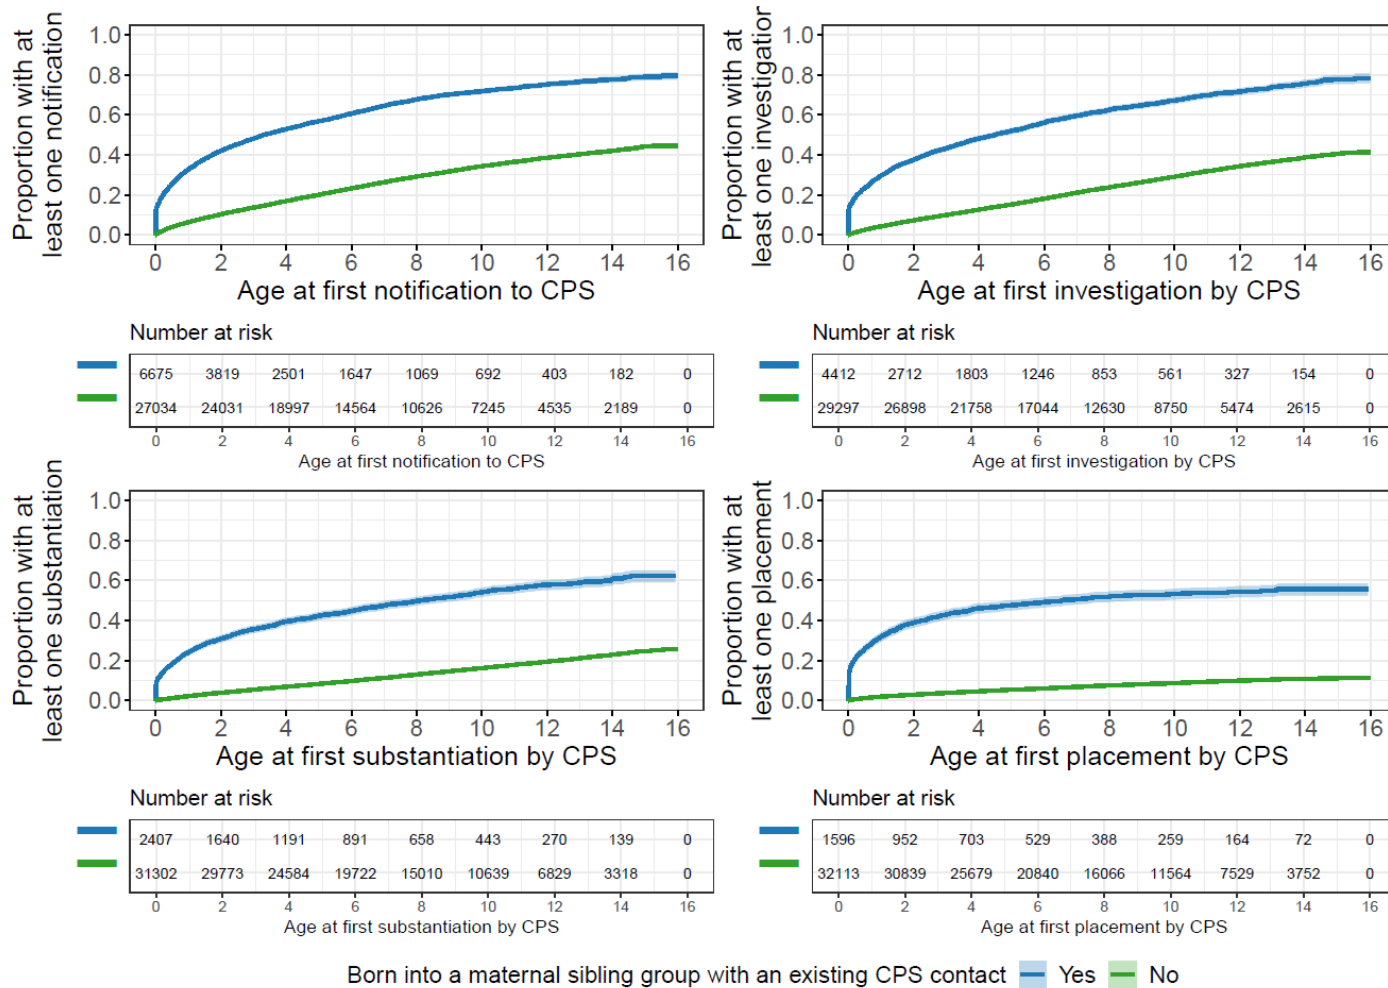 Proportion with at
least one notification
1.0
0.8
0.6
0.4
0.2
0.0
0 2 4 6 8 10 12 14 16
Age at first notification to CPS
Number at risk
6675 3819 2501 1647 1069 692 403 182 0
27034 24031 18997 14564 10626 7245 4535 2189 0
0 2 4 6 8 10 12 14 16
Age at first notification to CPS
Proportion with at
least one investigation
1.0
0.8
0.6
0.4
0.2
0.0
0 2 4 6 8 10 12 14 16
Age at first investigation by CPS
Number at risk
4412 2712 1803 1246 853 561 327 154 0
29297 26898 21758 17044 12630 8750 5474 2615 0
0 2 4 6 8 10 12 14 16
Age at first investigation by CPS
Proportion with at
least one substantiation
1.0
0.8
0.6
0.4
0.2
0.0
0 2 4 6 8 10 12 14 16
Age at first substantiation by CPS
Number at risk
2407 1640 1191 891 658 443 270 139 0
31302 29773 24584 19722 15010 10639 6829 3318 0
0 2 4 6 8 10 12 14 16
Age at first substantiation by CPS
Proportion with at
least one placement
1.0
0.8
0.6
0.4
0.2
0.0
0 2 4 6 8 10 12 14 16
Age at first placement by CPS
Number at risk
1596 952 703 529 388 259 164 72 0
32113 30839 25679 20840 16066 11564 7529 3752 0
0 2 4 6 8 10 12 14 16
Age at first placement by CPS
Born into a maternal sibling group with an existing CPS contact Yes No